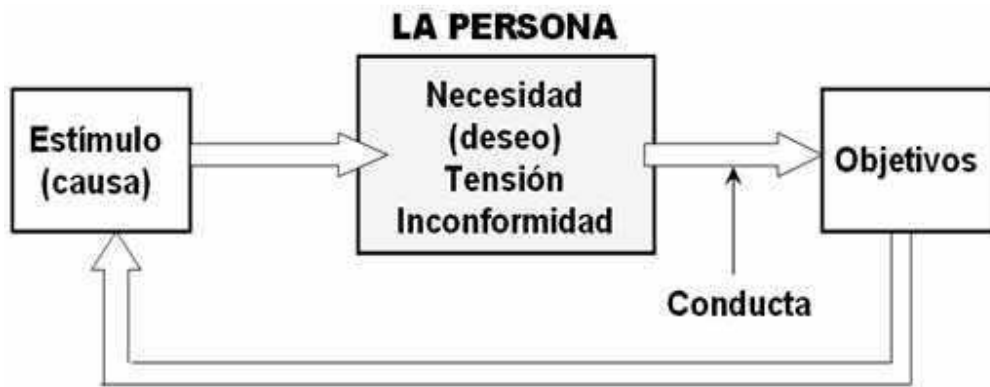 LA PERSONA
Estímulo
(causa)
Necesidad
(deseo)
Tensión
Inconformidad
Objetivos
Conducta